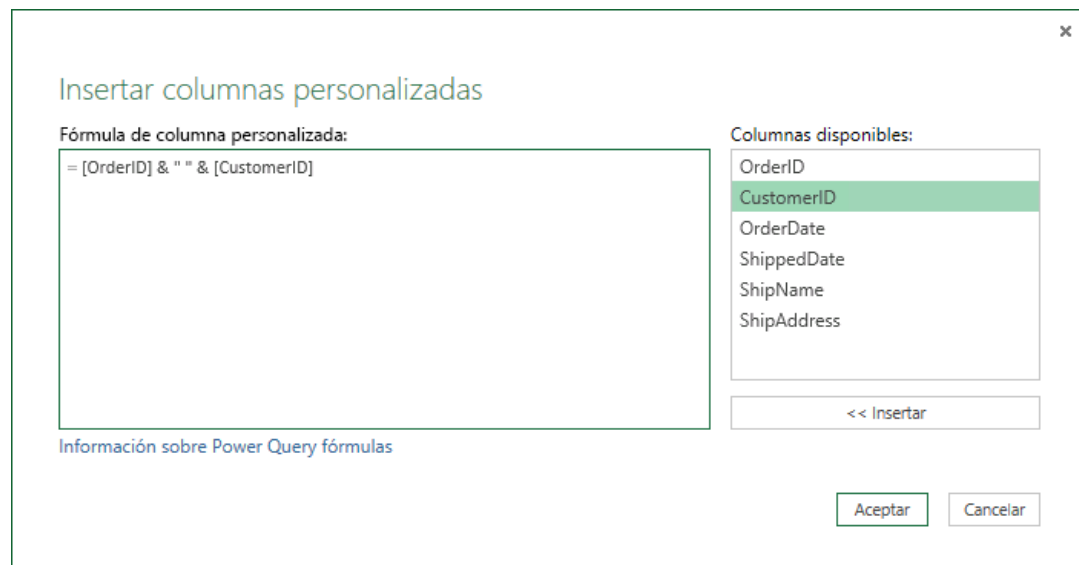 ×
Insertar columnas personalizadas
Fórmula de columna personalizada:
= [OrderID] & " " & [CustomerID]
Columnas disponibles:
OrderID
CustomerID
OrderDate
ShippedDate
ShipName
ShipAddress
<< Insertar
Información sobre Power Query fórmulas
Aceptar
Cancelar